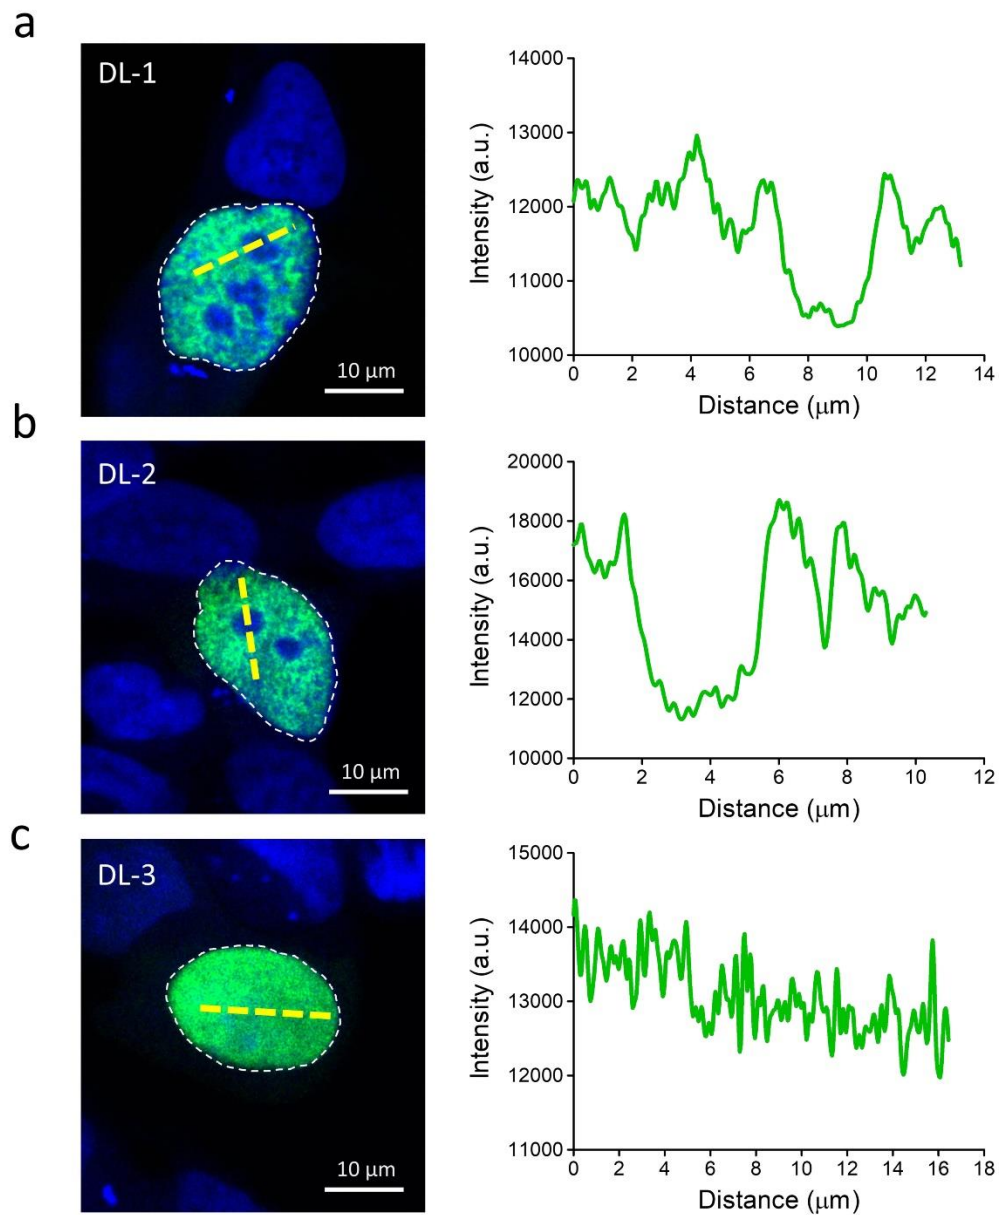 a
DL-1
10 μm
14000
13000
12000
11000
10000
Intensity (a.u.)
0 2 4 6 8 10 12 14
Distance (μm)
b
DL-2
10 μm
20000
18000
16000
14000
12000
10000
Intensity (a.u.)
0 2 4 6 8 10 12
Distance (μm)
c
DL-3
10 μm
15000
14000
13000
12000
11000
Intensity (a.u.)
0 2 4 6 8 10 12 14 16 18
Distance (μm)